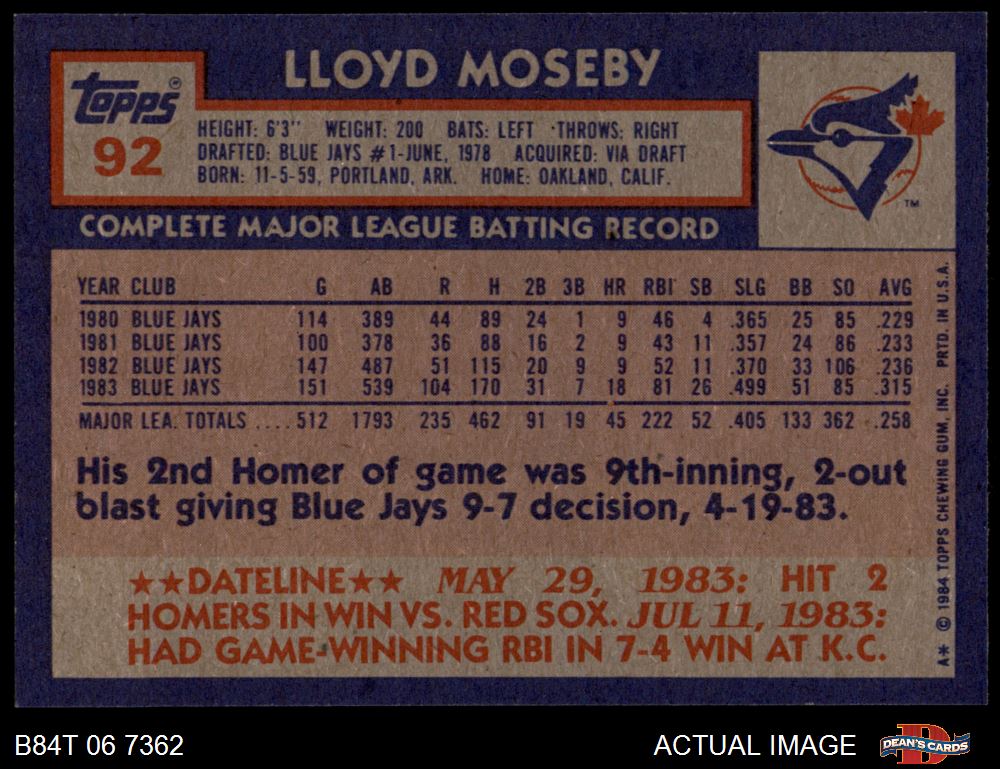 LLOYD MOSEBY
Topps ®
92
HEIGHT: 6'3" WEIGHT: 200 BATS: LEFT THROWS: RIGHT
DRAFTED: BLUE JAYS #1-JUNE, 1978 ACQUIRED: VIA DRAFT
BORN: 11-5-59, PORTLAND, ARK. HOME: OAKLAND, CALIF.
TM
COMPLETE MAJOR LEAGUE BATTING RECORD
YEAR CLUB G AB R H 2B 3B HR RBI SB SLG BB SO AVG
1980 BLUE JAYS 114 389 44 89 24 1 9 46 4 .365 25 85 .229
1981 BLUE JAYS 100 378 36 88 16 2 9 43 11 .357 24 86 .233
1982 BLUE JAYS 147 487 51 115 20 9 9 52 11 .370 33 106 .236
1983 BLUE JAYS 151 539 104 170 31 7 18 81 26 .499 51 85 .315
MAJOR LEA. TOTALS .... 512 1793 235 462 91 19 45 222 52 .405 133 362 .258
His 2nd Homer of game was 9th-inning, 2-out
blast giving Blue Jays 9-7 decision, 4-19-83.
★★DATELINE★★ MAY 29, 1983: HIT 2
HOMERS IN WIN VS. RED SOX. JUL 11, 1983:
HAD GAME-WINNING RBI IN 7-4 WIN AT K.C.
A* © 1984 TOPPS CHEWING GUM, INC. PRTD. IN U.S.A.
B84T 06 7362
ACTUAL IMAGE
DEAN'S CARDS